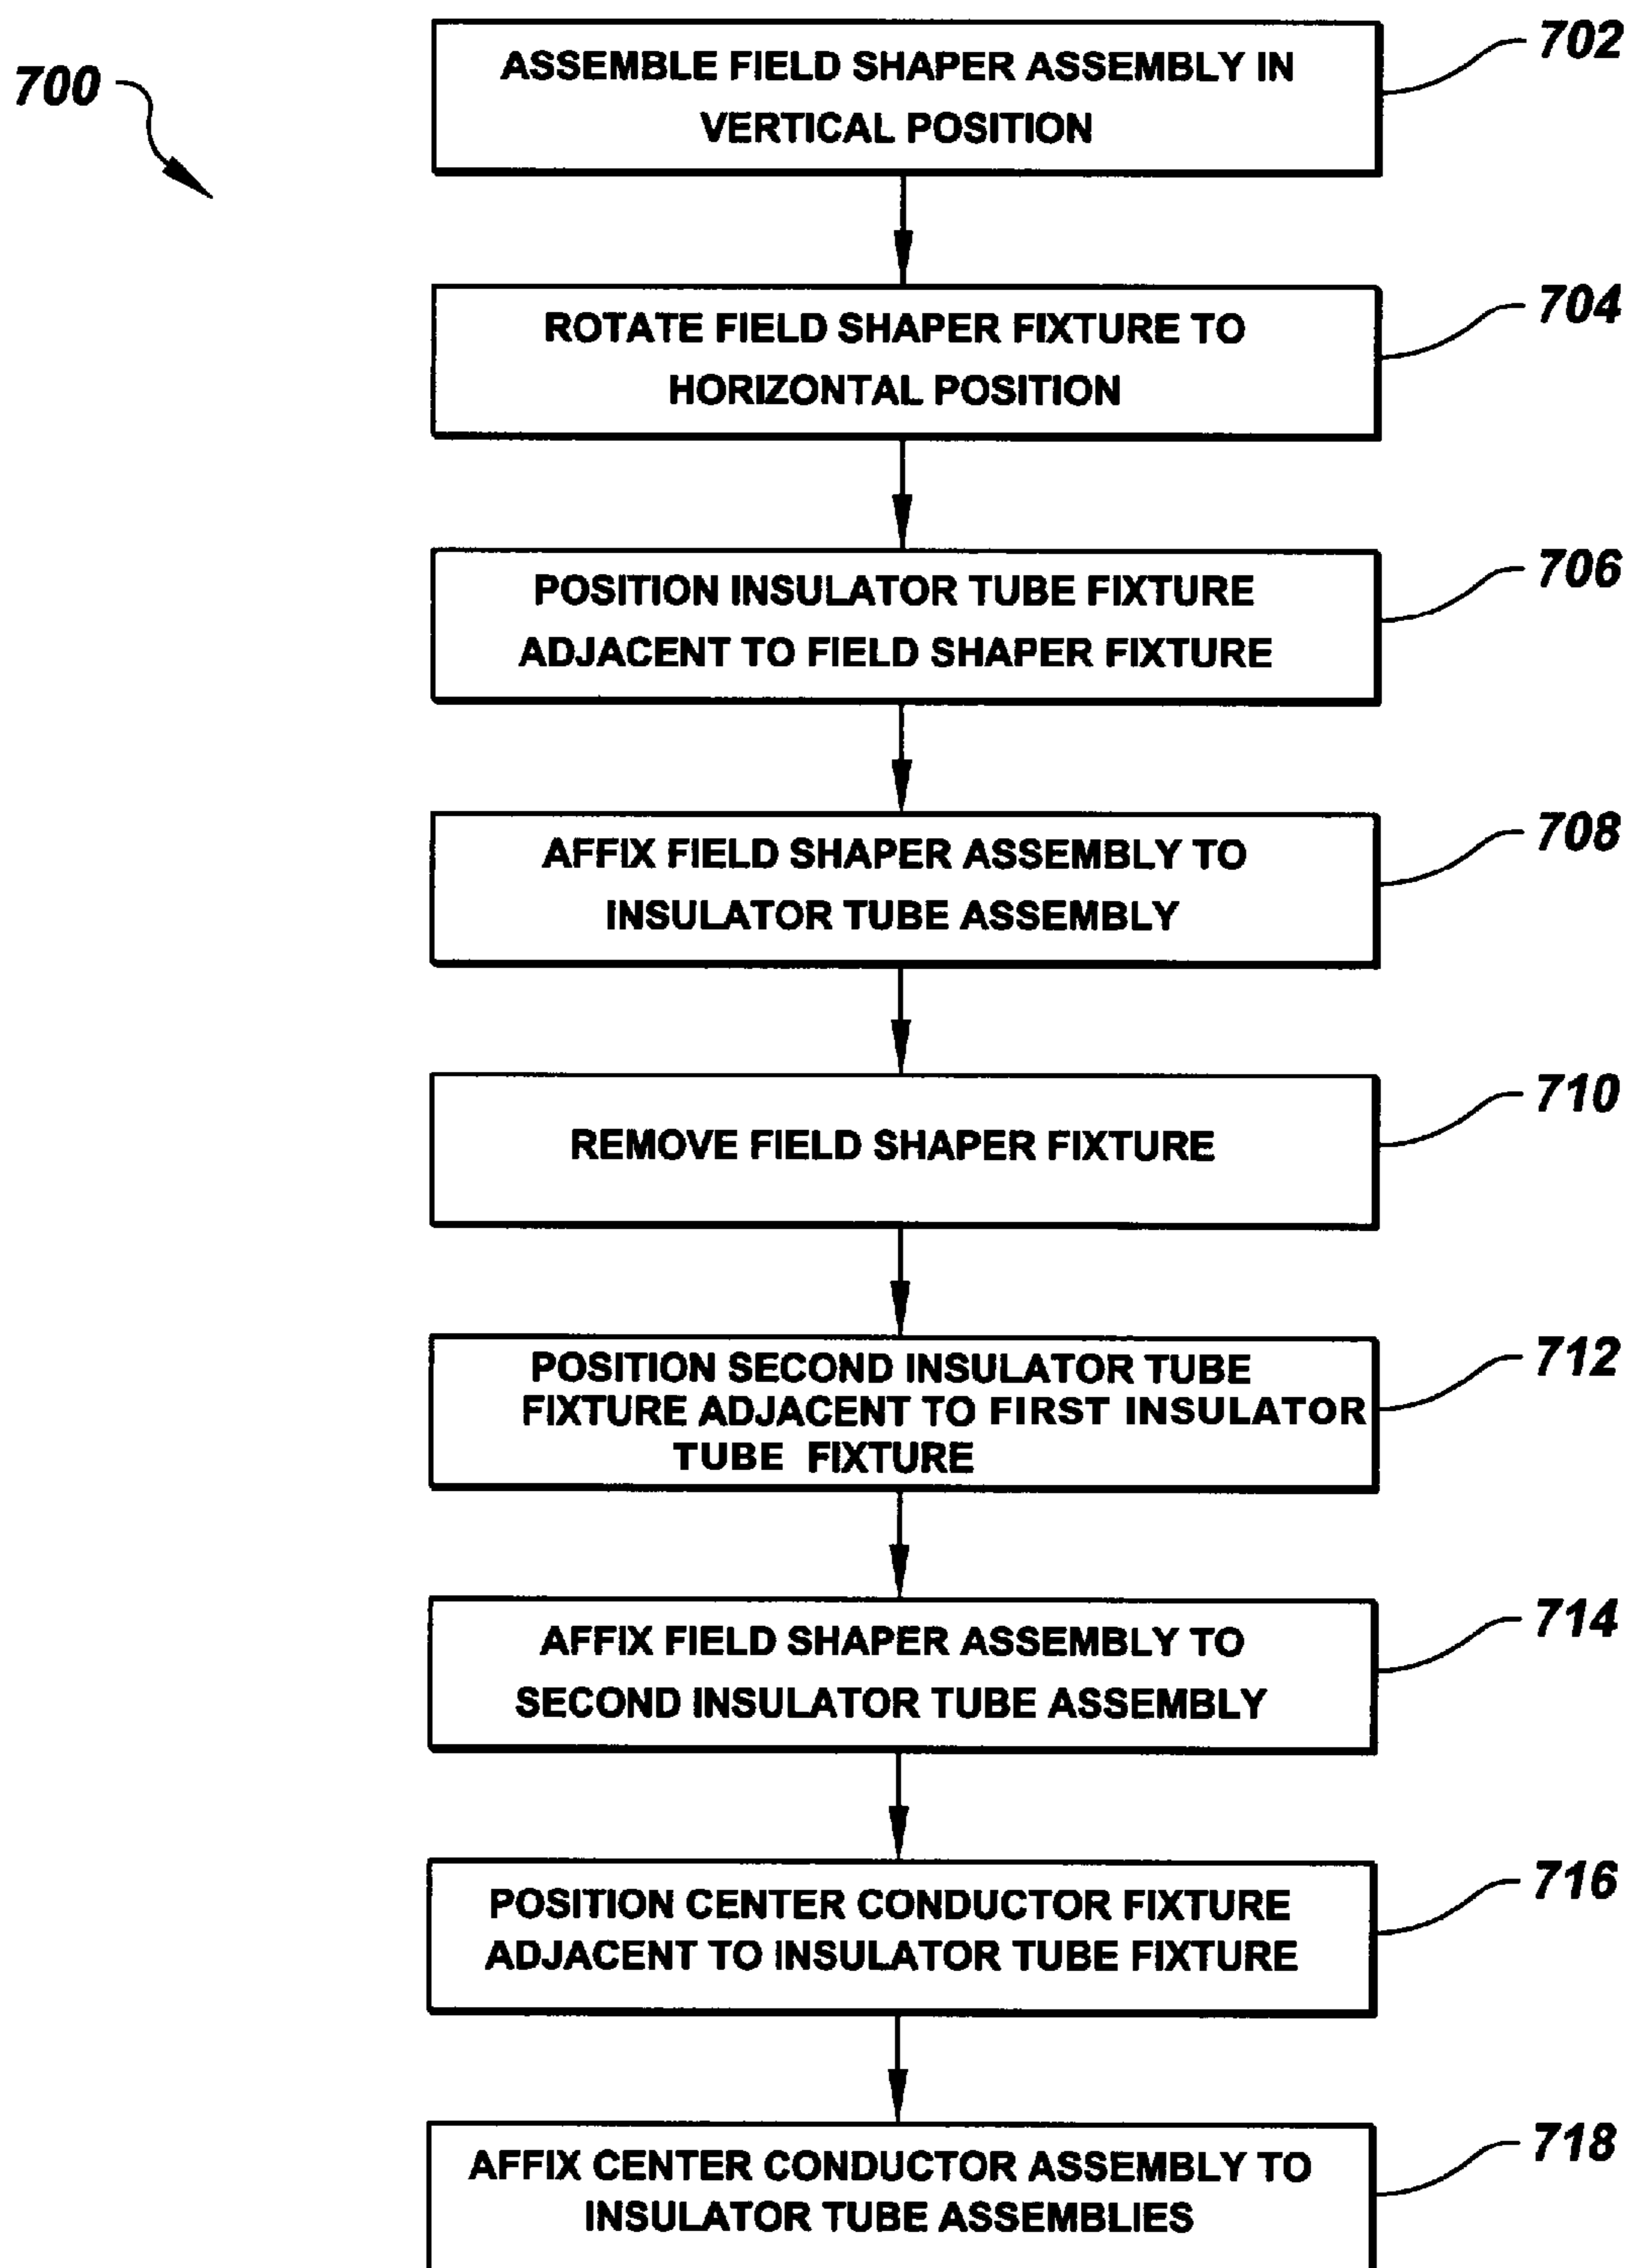 700
ASSEMBLE FIELD SHAPER ASSEMBLY IN
VERTICAL POSITION
702
ROTATE FIELD SHAPER FIXTURE TO
HORIZONTAL POSITION
704
POSITION INSULATOR TUBE FIXTURE
ADJACENT TO FIELD SHAPER FIXTURE
706
AFFIX FIELD SHAPER ASSEMBLY TO
INSULATOR TUBE ASSEMBLY
708
REMOVE FIELD SHAPER FIXTURE
710
POSITION SECOND INSULATOR TUBE
FIXTURE ADJACENT TO FIRST INSULATOR
TUBE FIXTURE
712
AFFIX FIELD SHAPER ASSEMBLY TO
SECOND INSULATOR TUBE ASSEMBLY
714
POSITION CENTER CONDUCTOR FIXTURE
ADJACENT TO INSULATOR TUBE FIXTURE
716
AFFIX CENTER CONDUCTOR ASSEMBLY TO
INSULATOR TUBE ASSEMBLIES
718